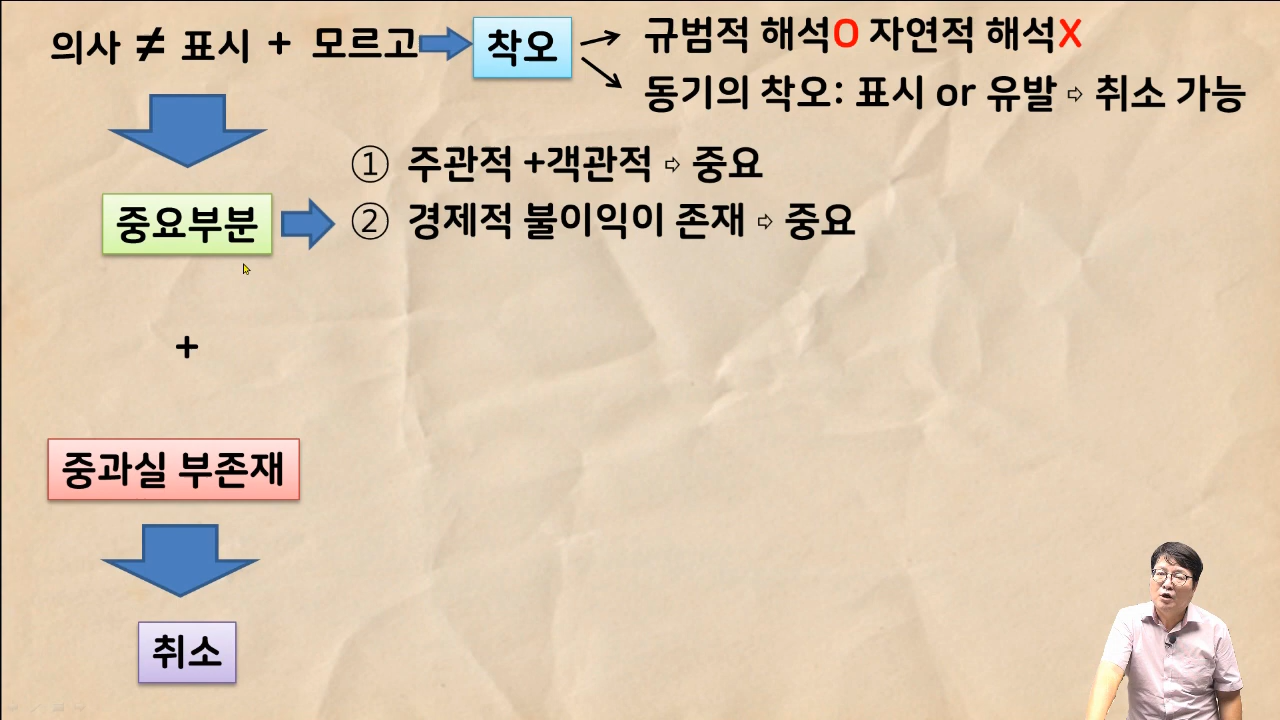 의사 ≠ 표시 + 모르고 착오 규범적 해석O 자연적 해석X
동기의 착오: 표시 or 유발 ⇨ 취소 가능
① 주관적 +객관적 ⇨ 중요
중요부분 ② 경제적 불이익이 존재 ⇨ 중요
+
중과실 부존재
취소